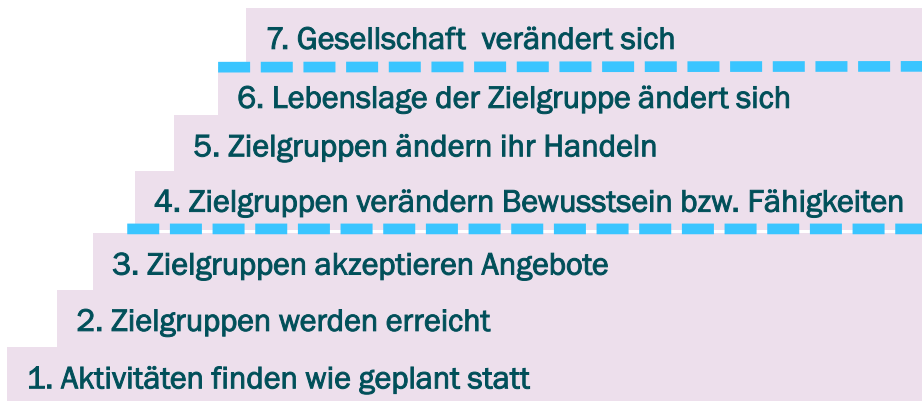 7. Gesellschaft verändert sich
6. Lebenslage der Zielgruppe ändert sich
5. Zielgruppen ändern ihr Handeln
4. Zielgruppen verändern Bewusstsein bzw. Fähigkeiten
3. Zielgruppen akzeptieren Angebote
2. Zielgruppen werden erreicht
1. Aktivitäten finden wie geplant statt